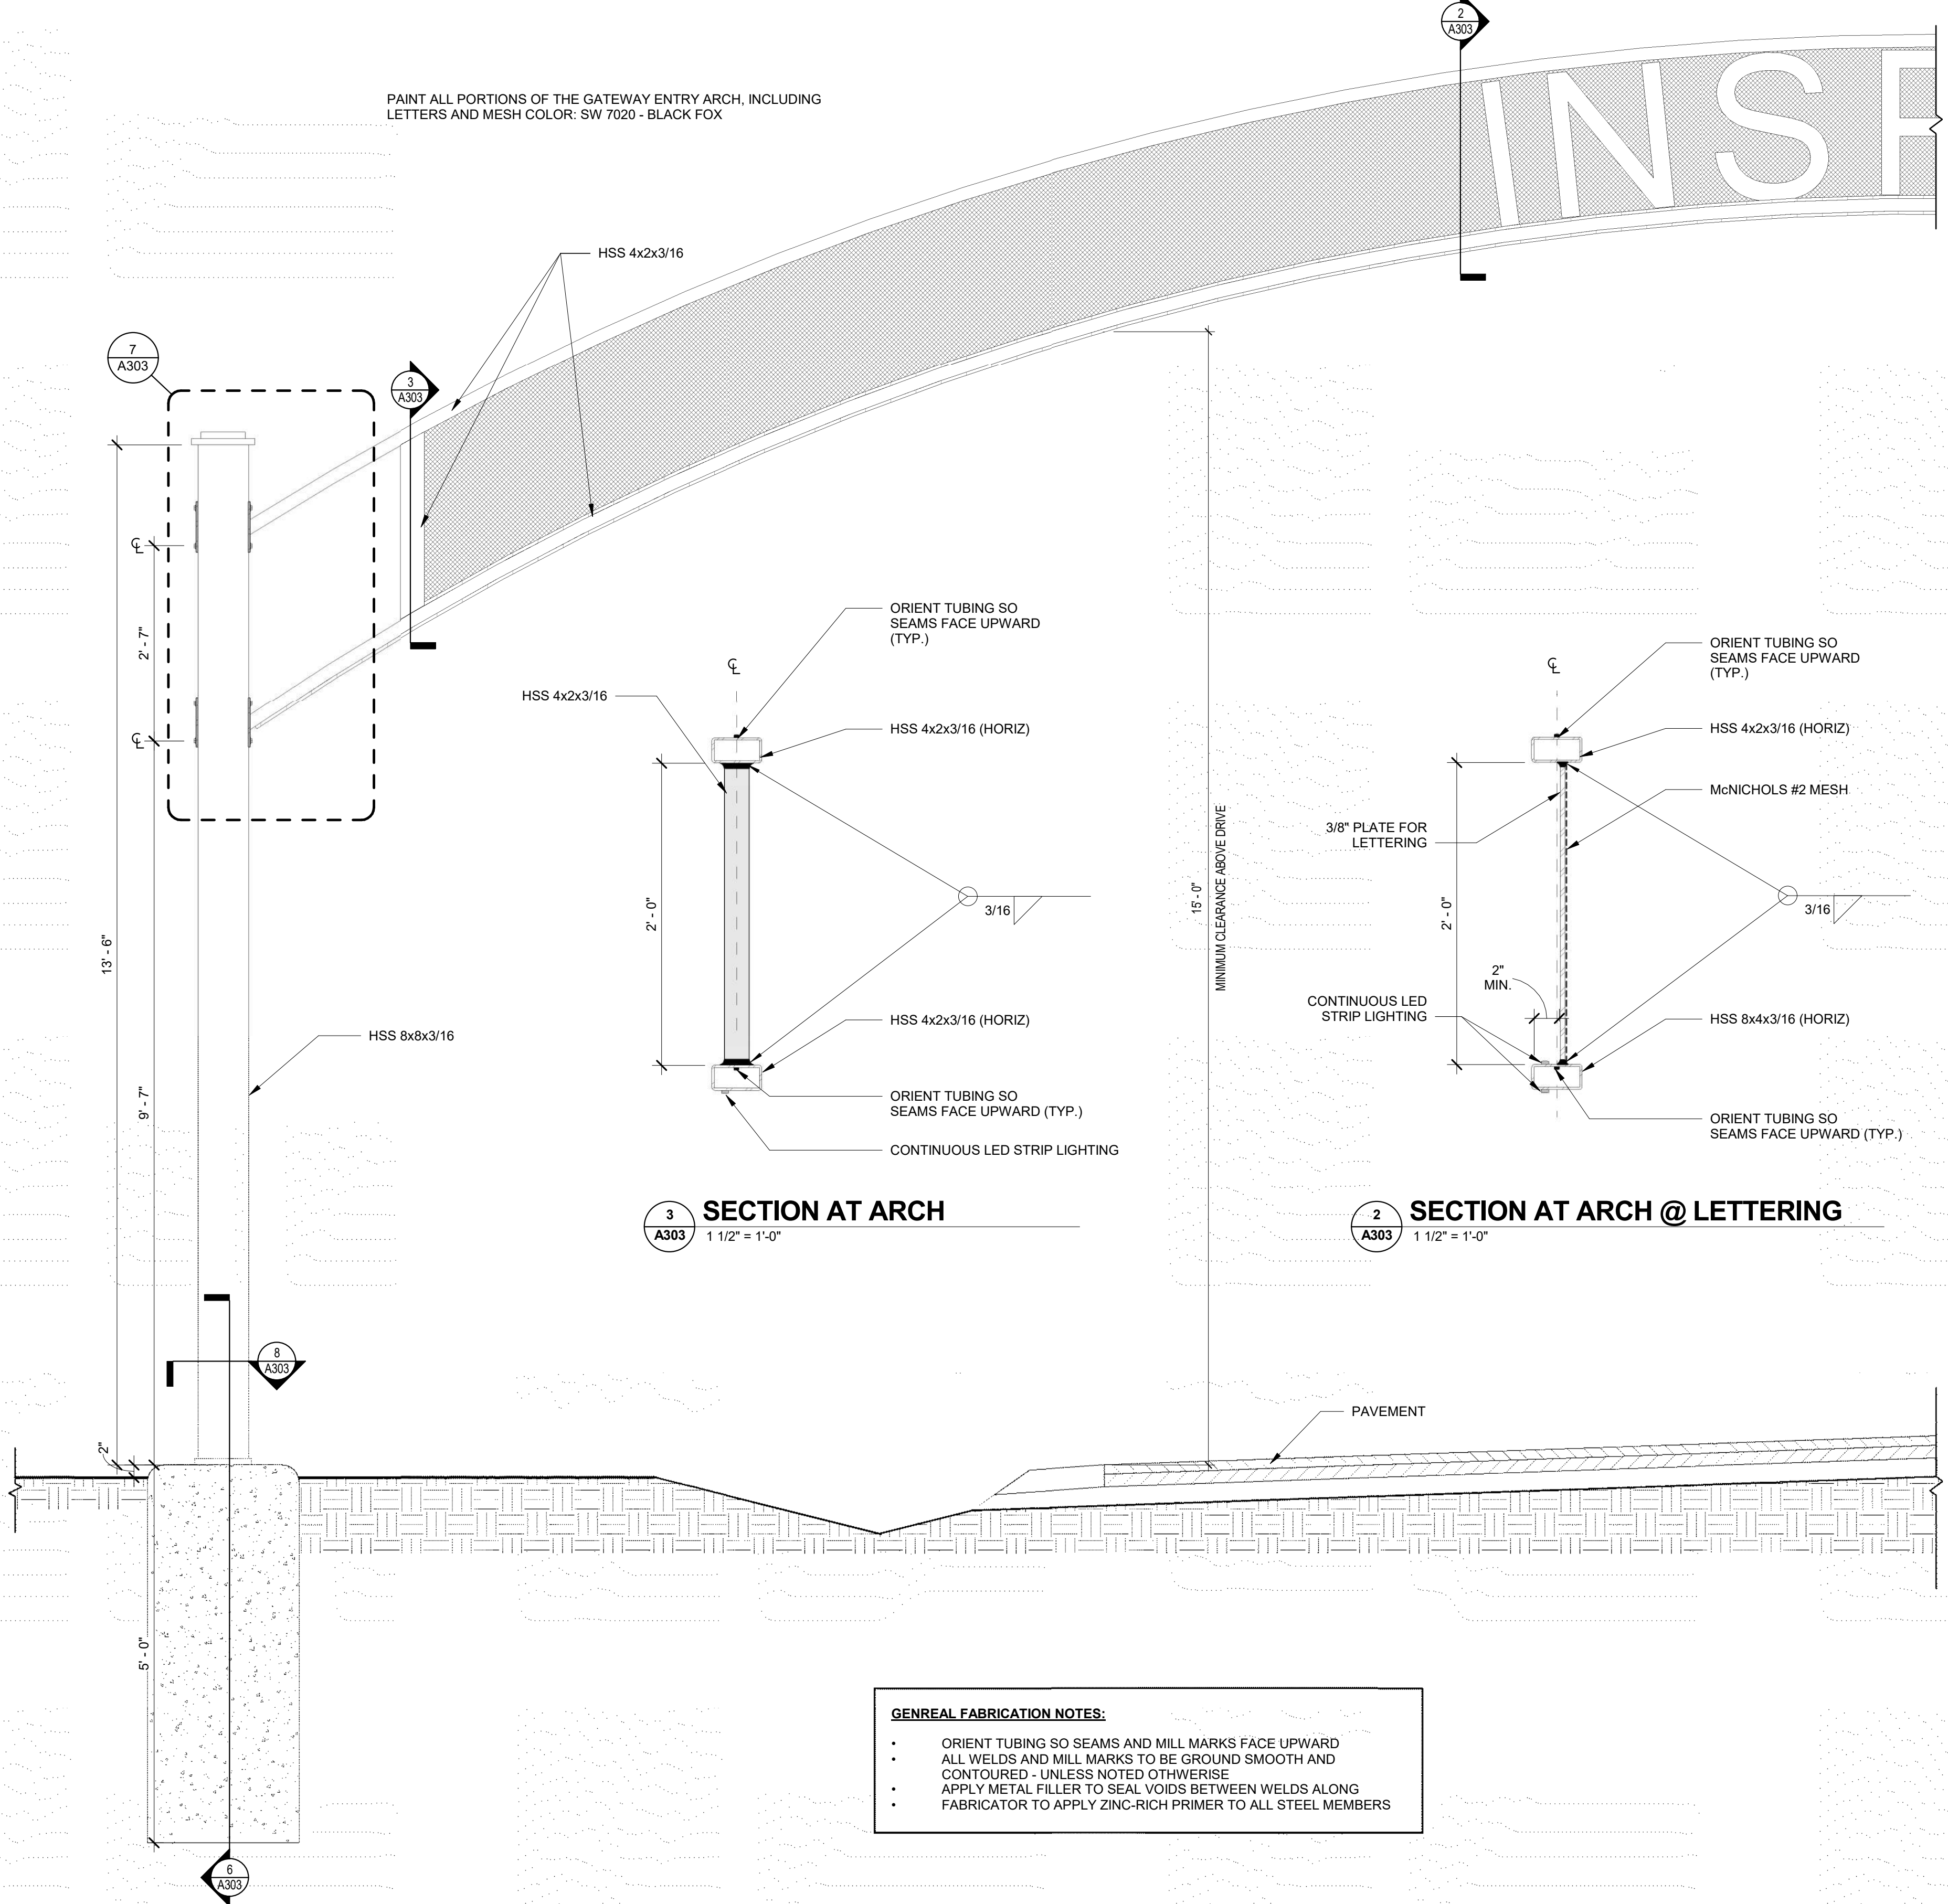 2
A303
INSP
PAINT ALL PORTIONS OF THE GATEWAY ENTRY ARCH, INCLUDING
LETTERS AND MESH COLOR: SW 7020 - BLACK FOX
HSS 4x2x3/16
7
A303
3
A303
2' - 7"
13' - 6"
9' - 7"
HSS 8x8x3/16
ORIENT TUBING SO
SEAMS FACE UPWARD
(TYP.)
HSS 4x2x3/16
HSS 4x2x3/16 (HORIZ)
2' - 0"
3/16
HSS 4x2x3/16 (HORIZ)
ORIENT TUBING SO
SEAMS FACE UPWARD (TYP.)
CONTINUOUS LED STRIP LIGHTING
3
A303
SECTION AT ARCH
1 1/2" = 1'-0"
15' - 0"
MINIMUM CLEARANCE ABOVE DRIVE
ORIENT TUBING SO
SEAMS FACE UPWARD
(TYP.)
HSS 4x2x3/16 (HORIZ)
McNICHOLS #2 MESH
3/8" PLATE FOR
LETTERING
2' - 0"
3/16
2"
MIN.
CONTINUOUS LED
STRIP LIGHTING
HSS 8x4x3/16 (HORIZ)
ORIENT TUBING SO
SEAMS FACE UPWARD (TYP.)
2
A303
SECTION AT ARCH @ LETTERING
1 1/2" = 1'-0"
8
A303
PAVEMENT
2"
5' - 0"
GENREAL FABRICATION NOTES:
• ORIENT TUBING SO SEAMS AND MILL MARKS FACE UPWARD
• ALL WELDS AND MILL MARKS TO BE GROUND SMOOTH AND
CONTOURED - UNLESS NOTED OTHWERISE
• APPLY METAL FILLER TO SEAL VOIDS BETWEEN WELDS ALONG
• FABRICATOR TO APPLY ZINC-RICH PRIMER TO ALL STEEL MEMBERS
6
A303